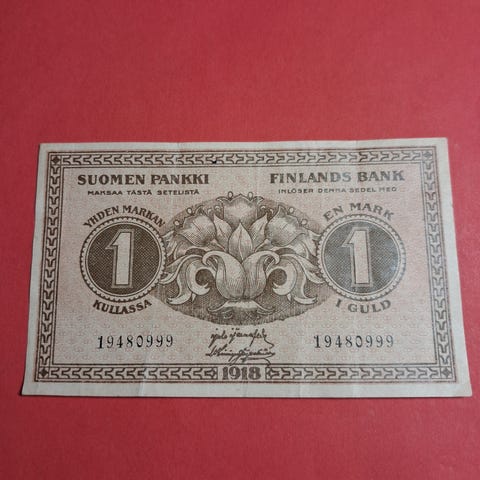 SUOMEN PANKKI
MAKSAA TÄSTÄ SETELISTÄ
FINLANDS BANK
INLÖSER DENNA SEDEL MED
YHDEN MARKAN
1
KULLASSA
EN MARK
1
I GULD
19480999
19480999
1918